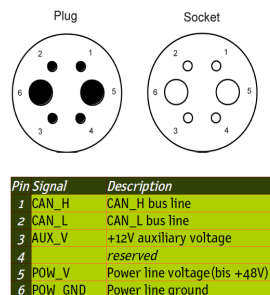 Plug Socket
2 1 2 1
6 5 6 5
3 4 3 4
Pin Signal Description
1 CAN_H CAN_H bus line
2 CAN_L CAN_L bus line
3 AUX_V +12V auxiliary voltage
4 reserved
5 POW_V Power line voltage(bis +48V)
6 POW_GND Power line ground